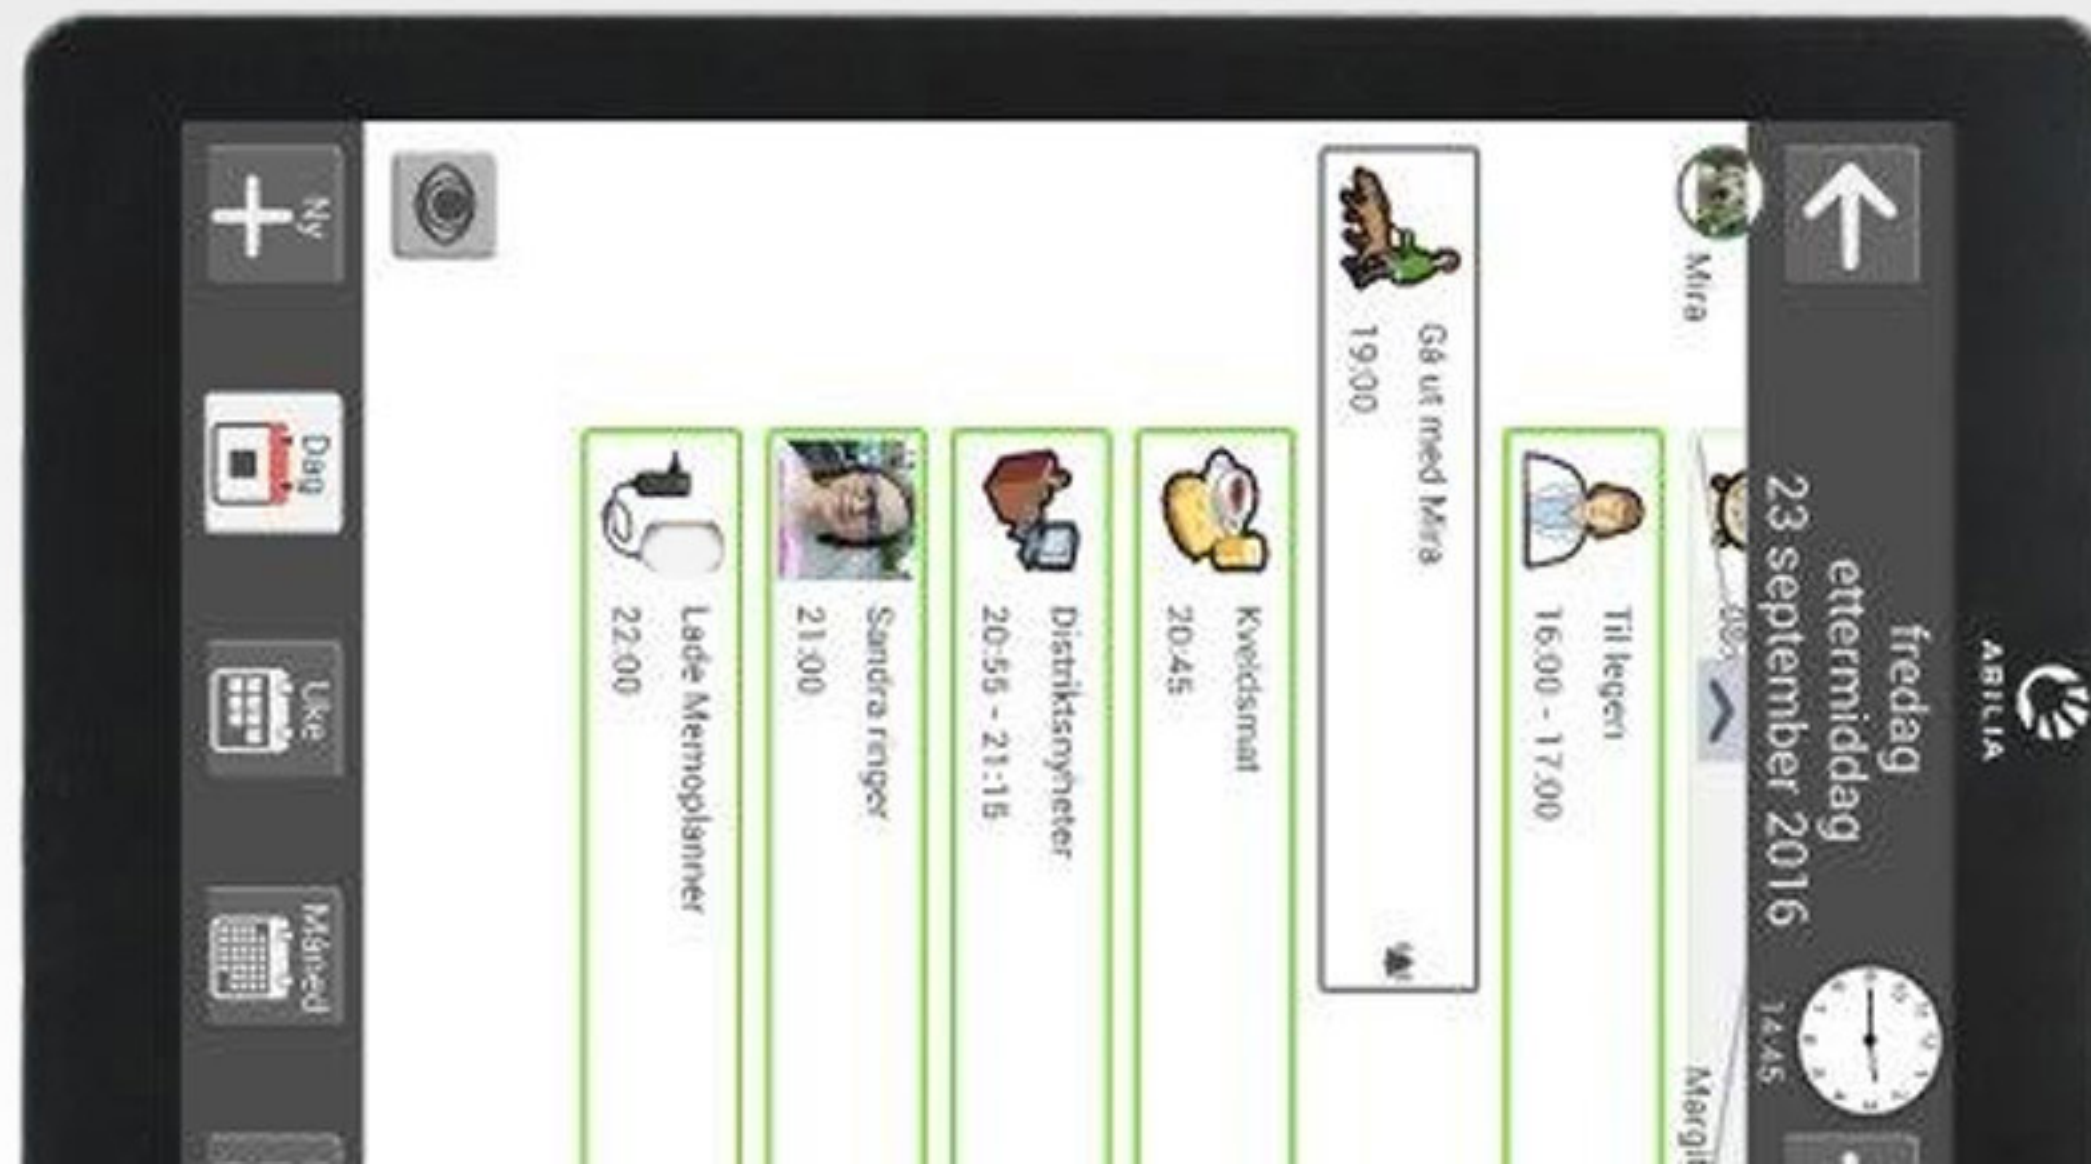 ABILIA
fredag
ettermiddag
23 september 2016
14:45
Mira
Til legen
16:00 - 17:00
Gå ut med Mira
19:00
Kveldsmat
20:45
Distriktsnyheter
20:55 - 21:15
Sandra ringer
21:00
Lade Memoplanner
22:00
Ny
Dag
Uke
Måned